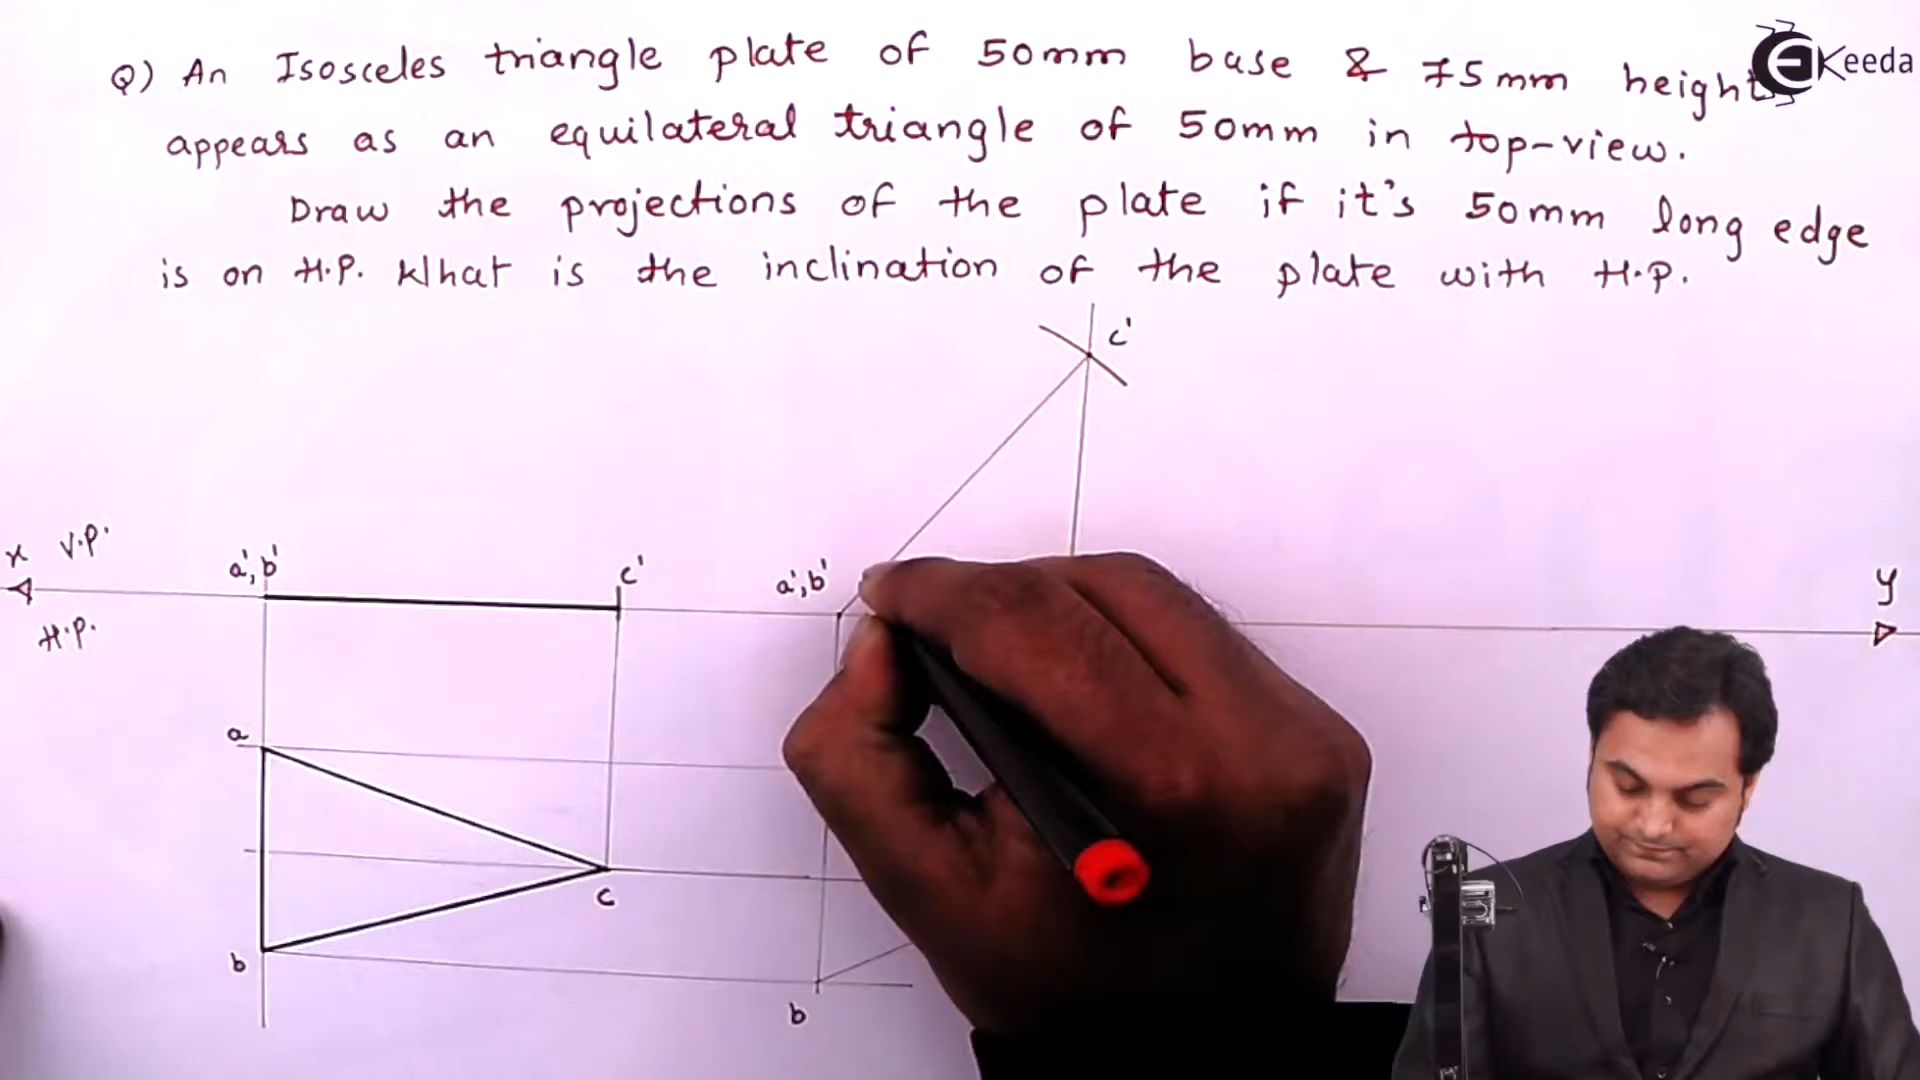 Q) An Isosceles triangle plate of 50mm base & 75mm height
appears as an equilateral triangle of 50mm in top-view.
Draw the projections of the plate if it's 50mm long edge
is on H.P. What is the inclination of the plate with H.P.
EKeeda
c'
x V.P.
H.P.
a', b'
c'
a', b'
y
a
c
b
b